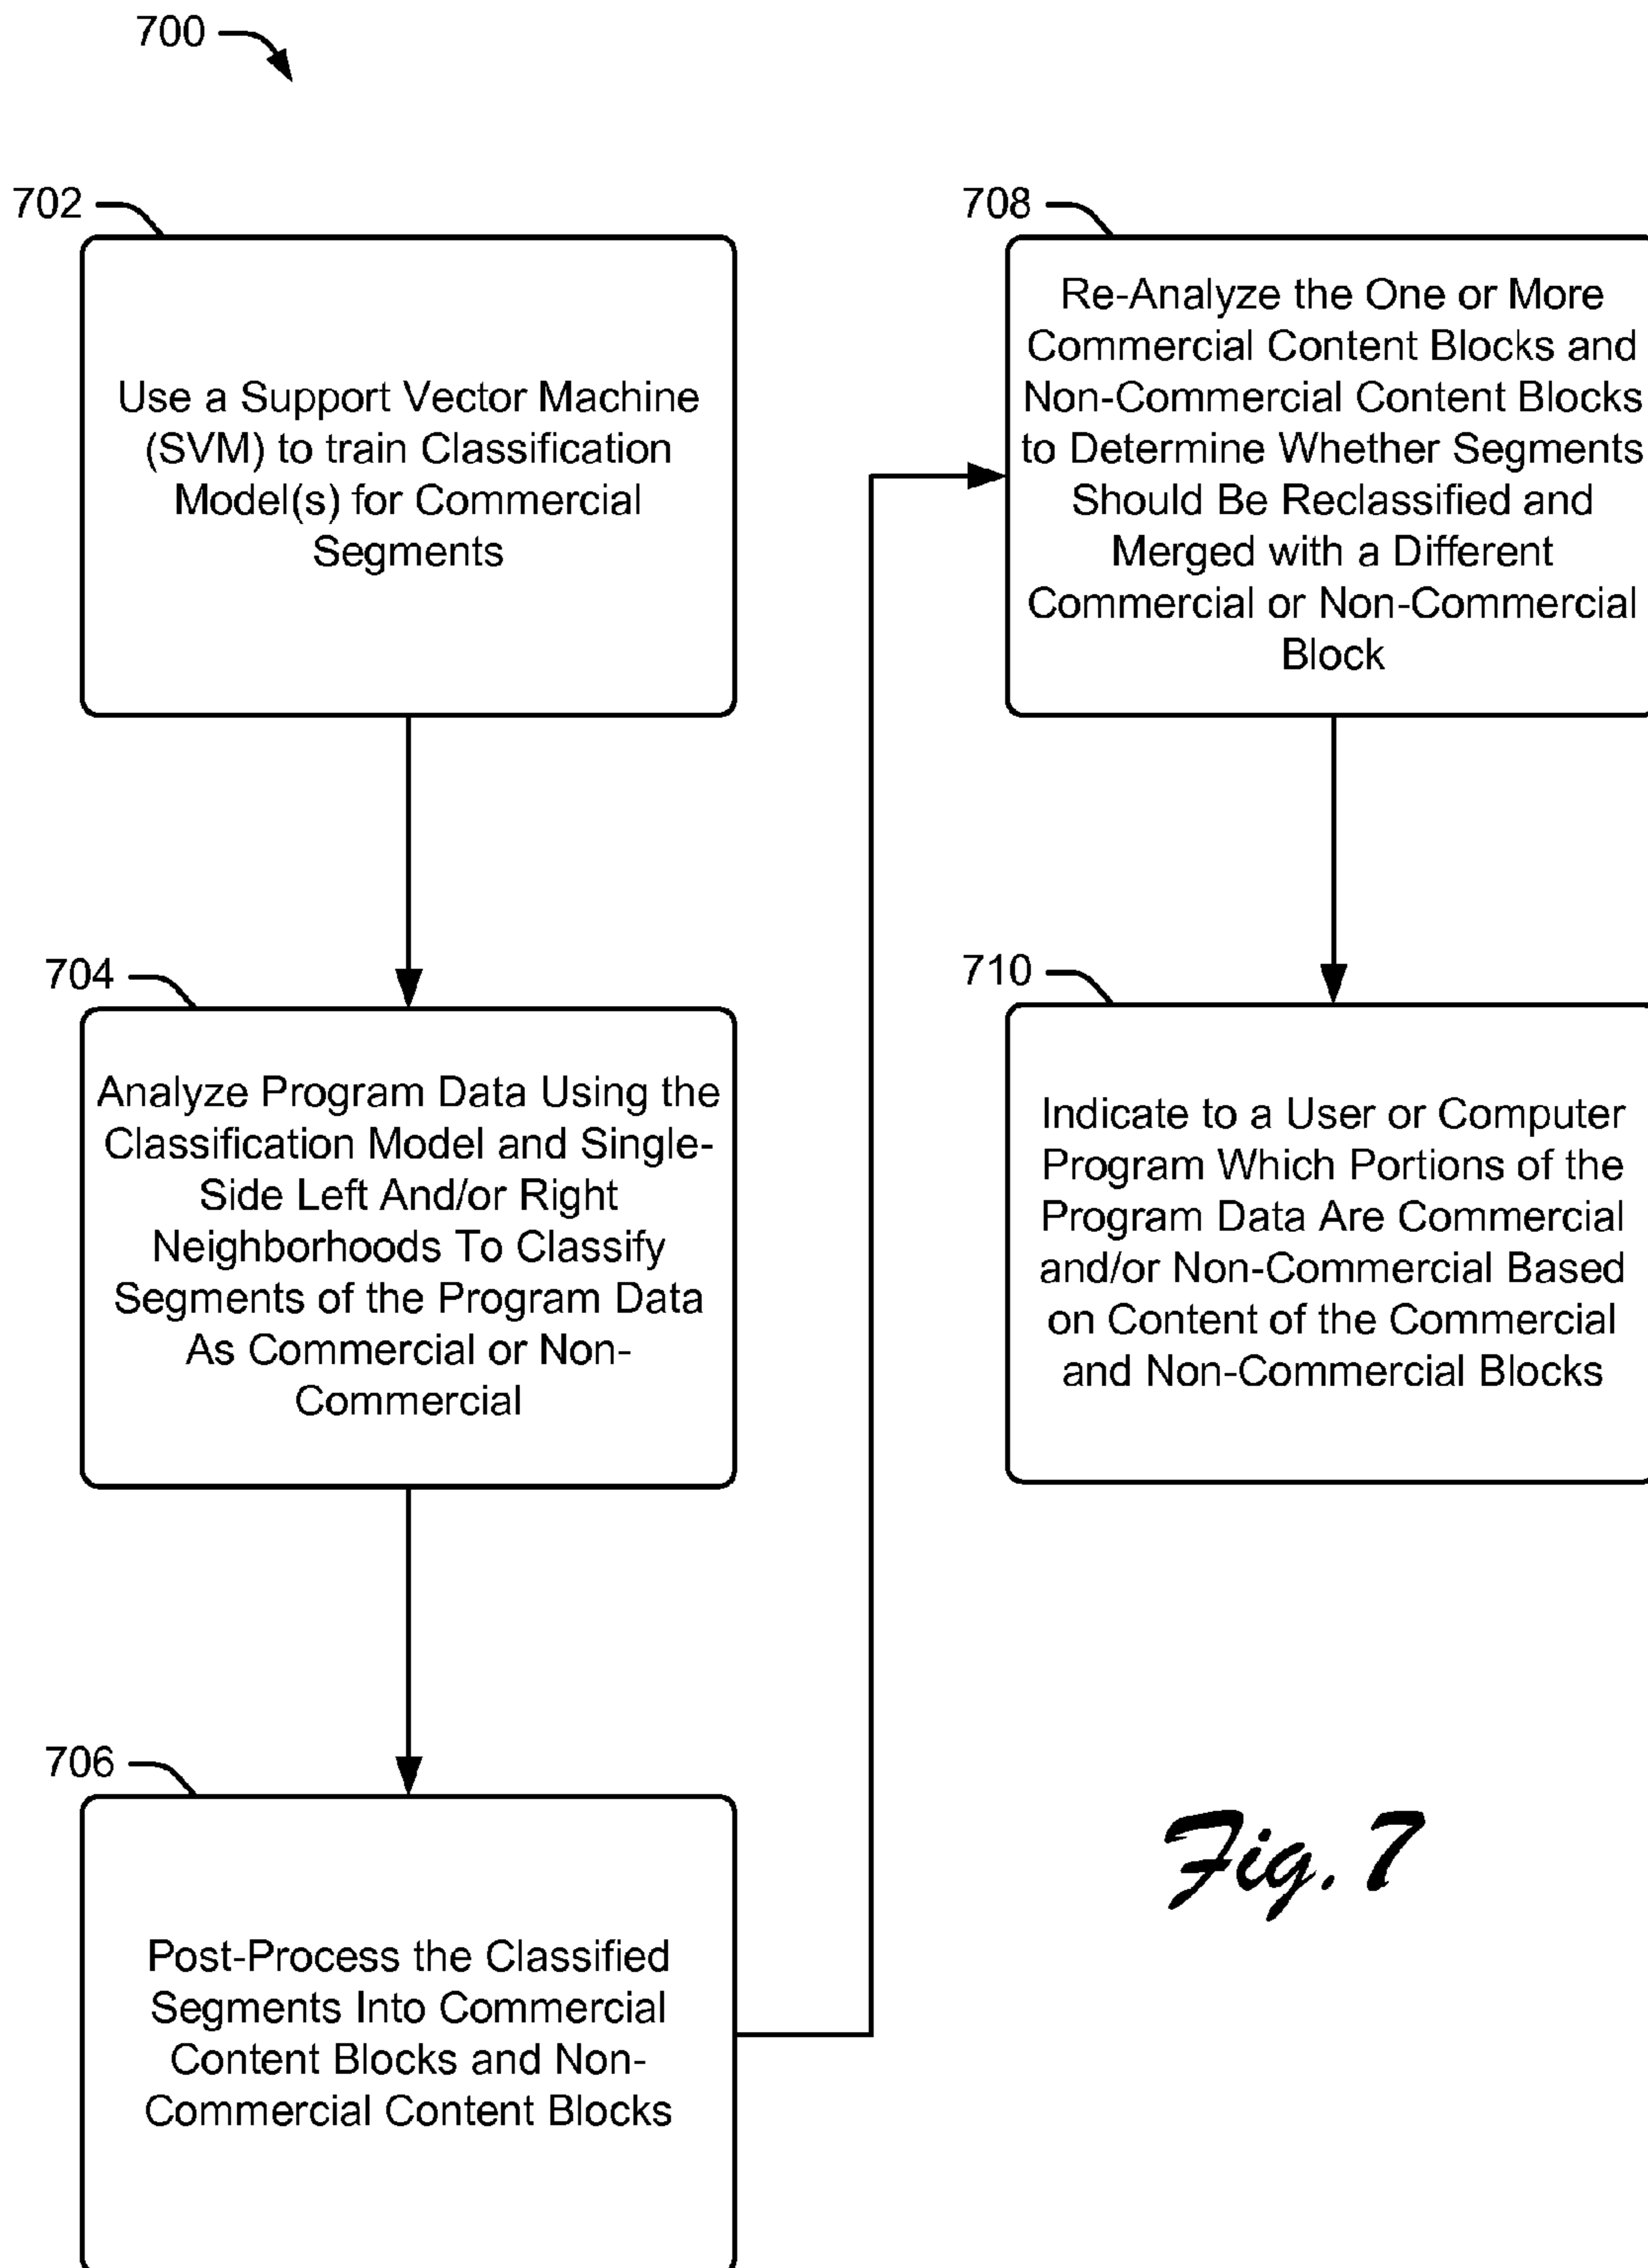 700
702
Use a Support Vector Machine
(SVM) to train Classification
Model(s) for Commercial
Segments
704
Analyze Program Data Using the
Classification Model and Single-
Side Left And/or Right
Neighborhoods To Classify
Segments of the Program Data
As Commercial or Non-
Commercial
706
Post-Process the Classified
Segments Into Commercial
Content Blocks and Non-
Commercial Content Blocks
708
Re-Analyze the One or More
Commercial Content Blocks and
Non-Commercial Content Blocks
to Determine Whether Segments
Should Be Reclassified and
Merged with a Different
Commercial or Non-Commercial
Block
710
Indicate to a User or Computer
Program Which Portions of the
Program Data Are Commercial
and/or Non-Commercial Based
on Content of the Commercial
and Non-Commercial Blocks
Fig. 7